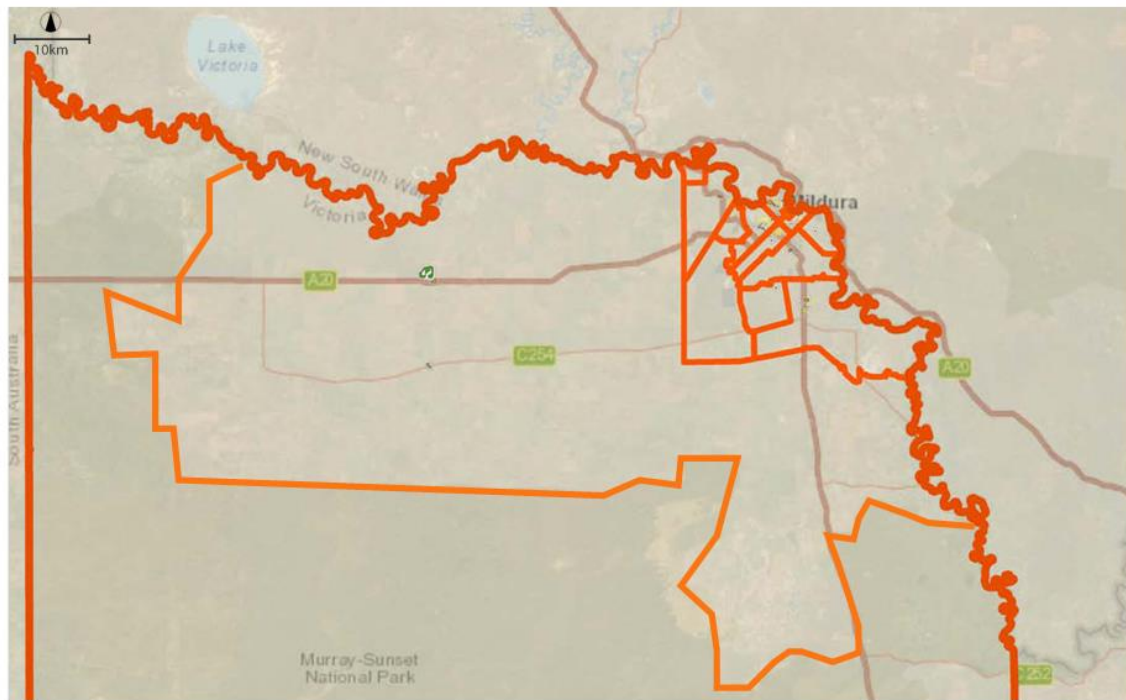 10km
Lake
Victoria
New South Wales
Victoria
Mildura
A20
C254
A20
South Australia
Murray-Sunset
National Park
C252